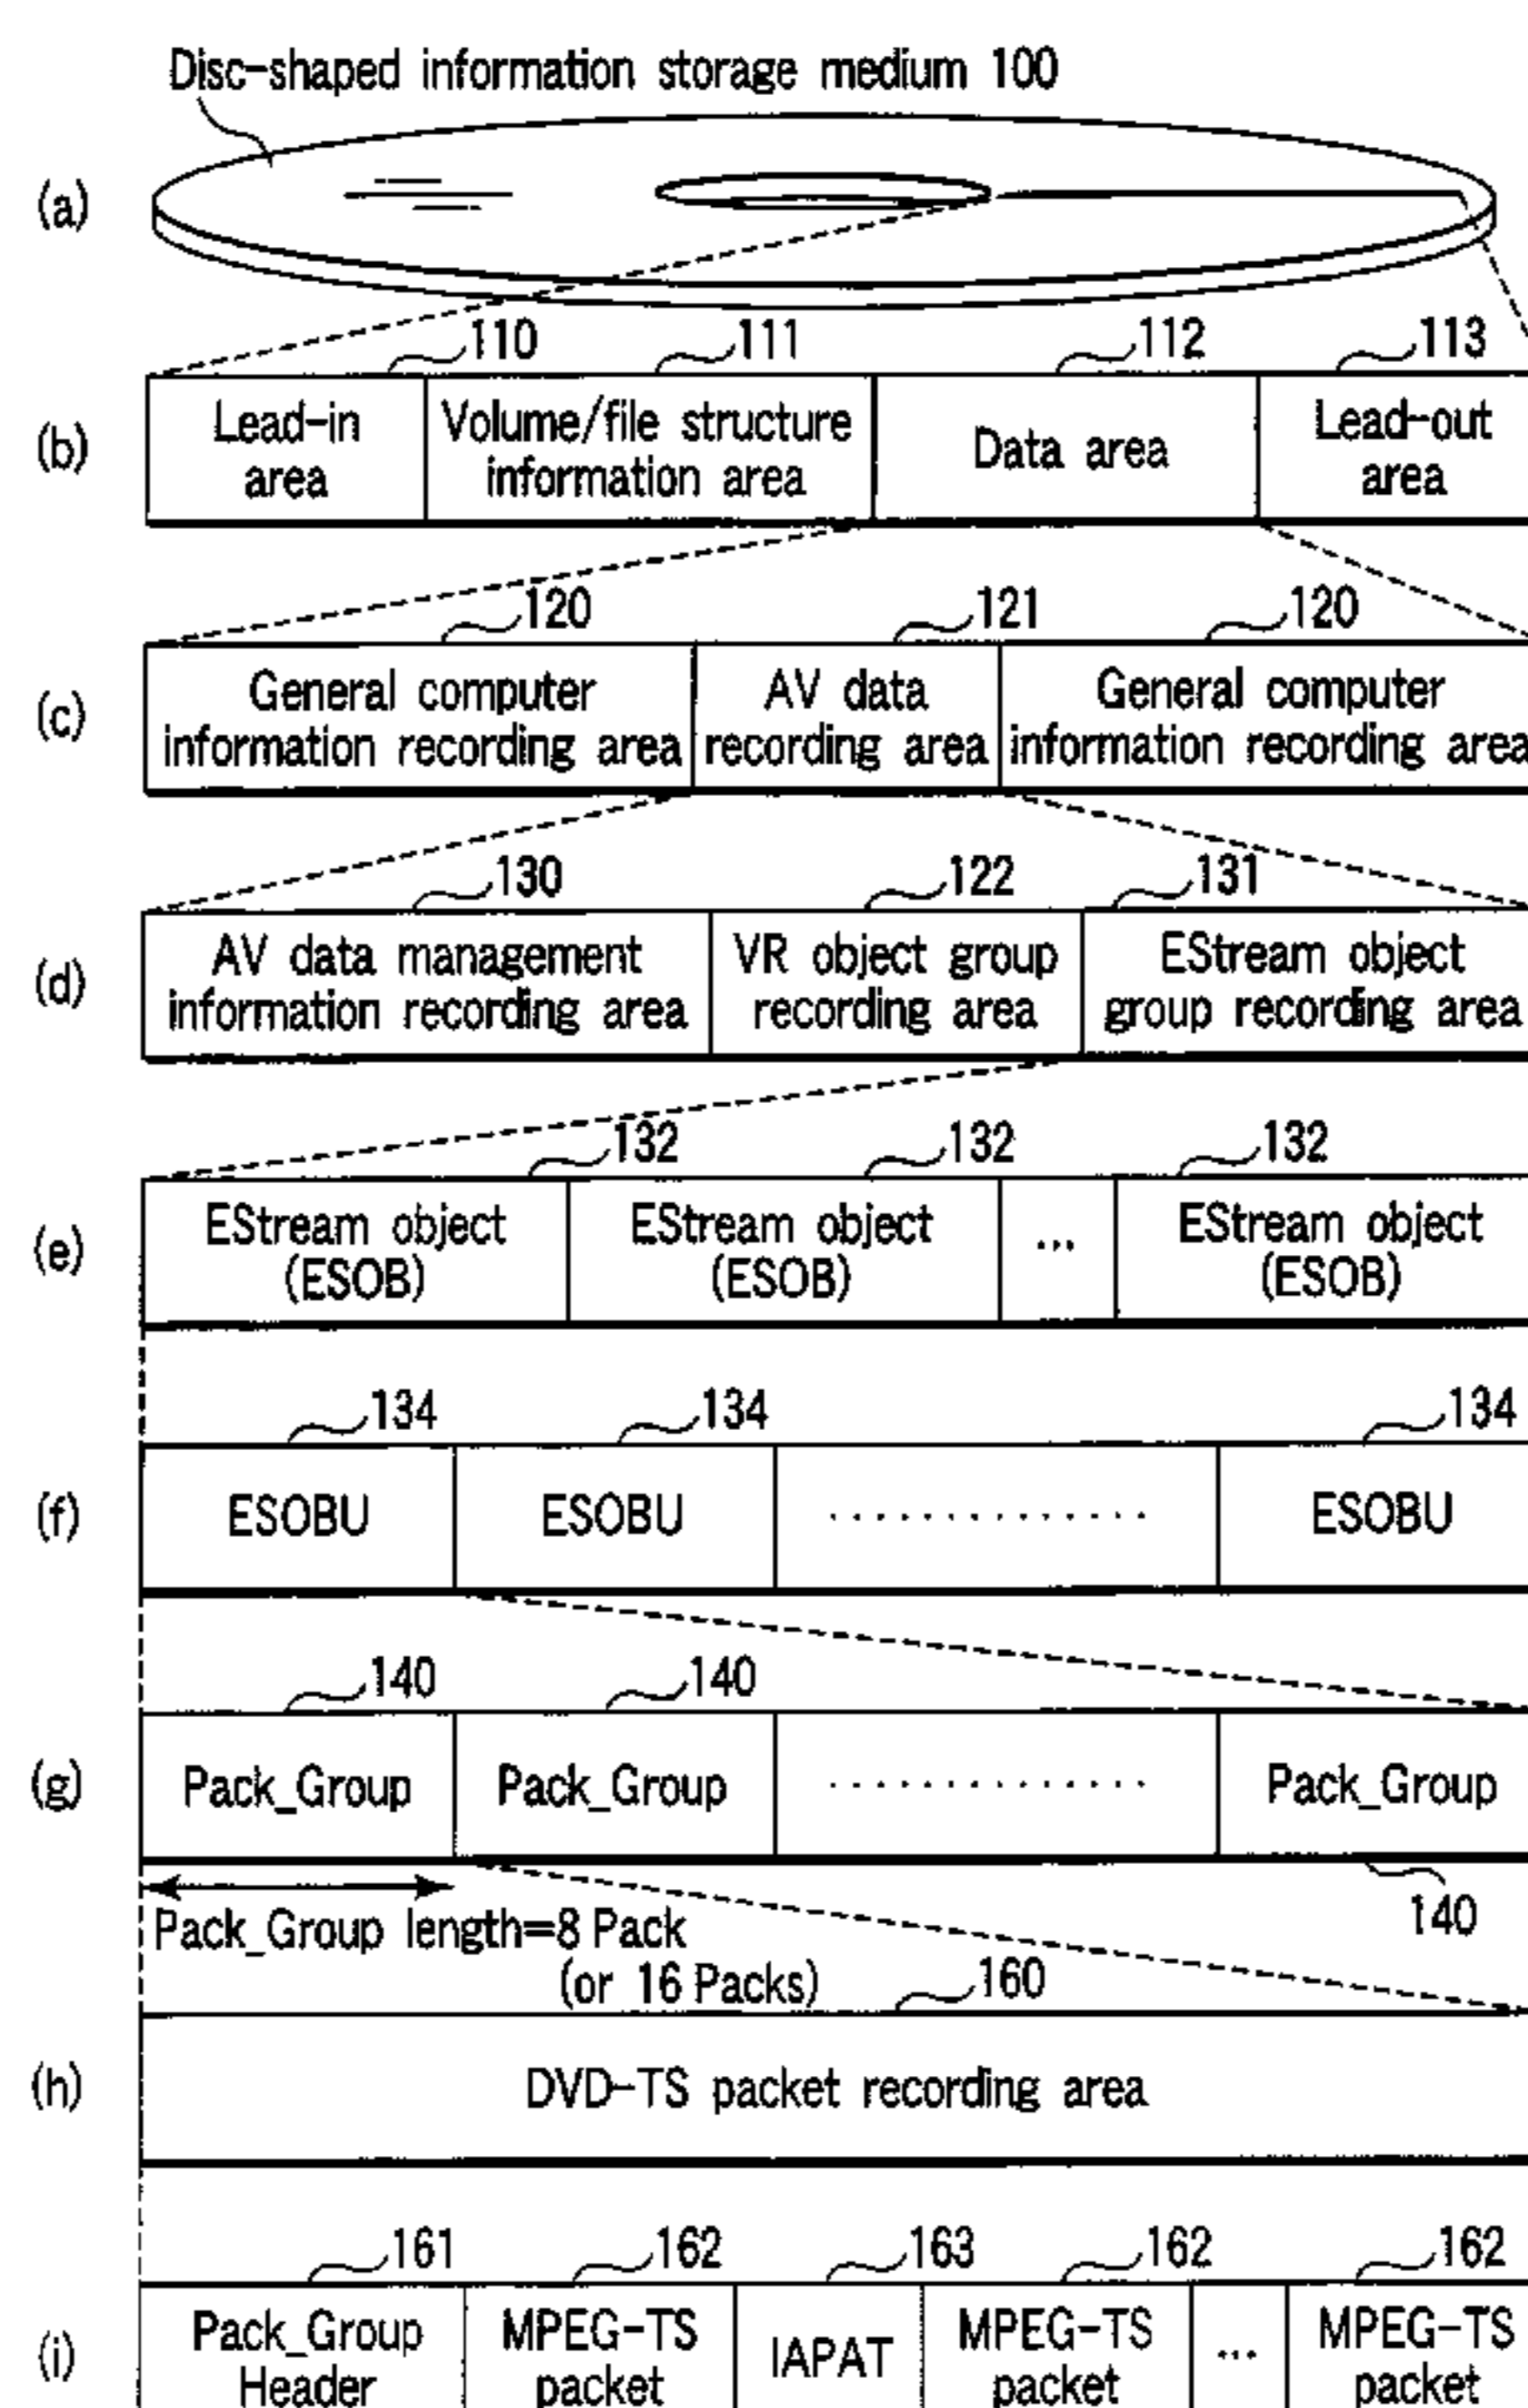 Disc-shaped information storage medium 100
(a)
110 111 112 113
(b)
Lead-in area
Volume/file structure information area
Data area
Lead-out area
120 121 120
(c)
General computer information recording area
AV data recording area
General computer information recording area
130 122 131
(d)
AV data management information recording area
VR object group recording area
EStream object group recording area
132 132 132
(e)
EStream object (ESOB)
EStream object (ESOB)
...
EStream object (ESOB)
134 134 134
(f)
ESOBU ESOBU .............. ESOBU
140 140
(g)
Pack_Group Pack_Group .............. Pack_Group
140
Pack_Group length=8 Pack
(or 16 Packs)
160
(h)
DVD-TS packet recording area
161 162 163 162 162
(i)
Pack_Group Header
MPEG-TS packet
IAPAT
MPEG-TS packet
...
MPEG-TS packet